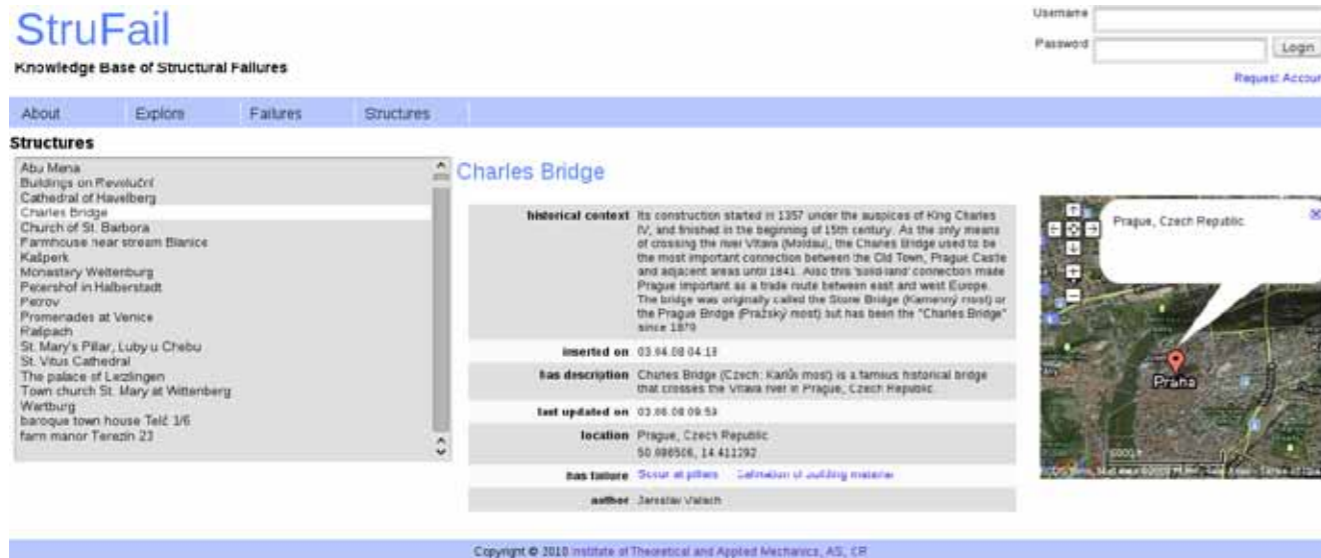 StruFail
Knowledge Base of Structural Failures
Username
Password
Login
Request Accoun
About Explore Failures Structures
Structures
Abu Mena
Buildings on Revoluční
Cathedral of Havelberg
Charles Bridge
Church of St. Barbora
Farmhouse near stream Blanice
Kašperk
Monastery Weltenburg
Petershof in Halberstadt
Petrov
Promenades at Venice
Rašpach
St. Mary's Pillar, Luby u Chebu
St. Vitus Cathedral
The palace of Letzlingen
Town church St. Mary at Wittenberg
Wartburg
baroque town house Telč 1/6
farm manor Terezín 23
Charles Bridge
historical context Its construction started in 1357 under the auspices of King Charles
IV, and finished in the beginning of 15th century. As the only means
of crossing the river Vltava (Moldau), the Charles Bridge used to be
the most important connection between the Old Town, Prague Castle
and adjacent areas until 1841. Also this 'solid-land' connection made
Prague important as a trade route between east and west Europe.
The bridge was originally called the Stone Bridge (Kamenný most) or
the Prague Bridge (Pražský most) but has been the "Charles Bridge"
since 1870
inserted on 03.04.08
has description Charles Bridge (Czech: Karlův most) is a famous historical bridge
that crosses the Vltava river in Prague, Czech Republic
last updated on 03.06.08 09:59
location Prague, Czech Republic
14.411292
has failure Scour at pillars of building material
author Jaroslav Valach
Prague, Czech Republic
Praha
Copyright © 2010 Institute of Theoretical and Applied Mechanics, AS, CR